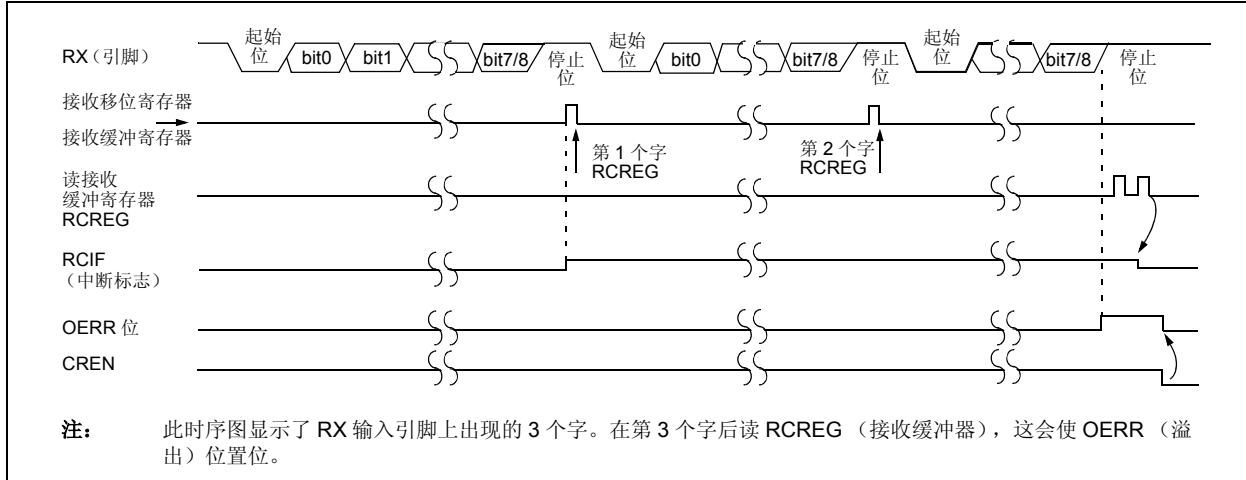 RX（引脚）
起始
位
bit0
bit1
bit7/8
停止
位
起始
位
bit0
bit7/8
停止
位
起始
位
bit7/8
停止
位
接收移位寄存器
接收缓冲寄存器
第 1 个字
RCREG
第 2 个字
RCREG
读接收
缓冲寄存器
RCREG
RCIF
（中断标志）
OERR 位
CREN
注： 此时序图显示了 RX 输入引脚上出现的 3 个字。在第 3 个字后读 RCREG （接收缓冲器），这会使 OERR （溢
出）位置位。